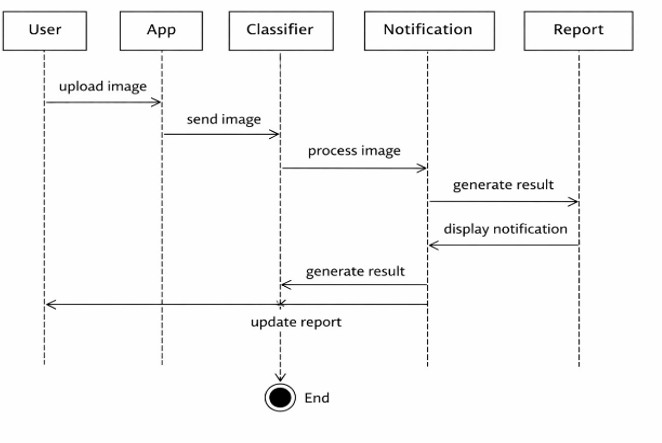 User
App
Classifier
Notification
Report
upload image
send image
process image
generate result
display notification
generate result
update report
End